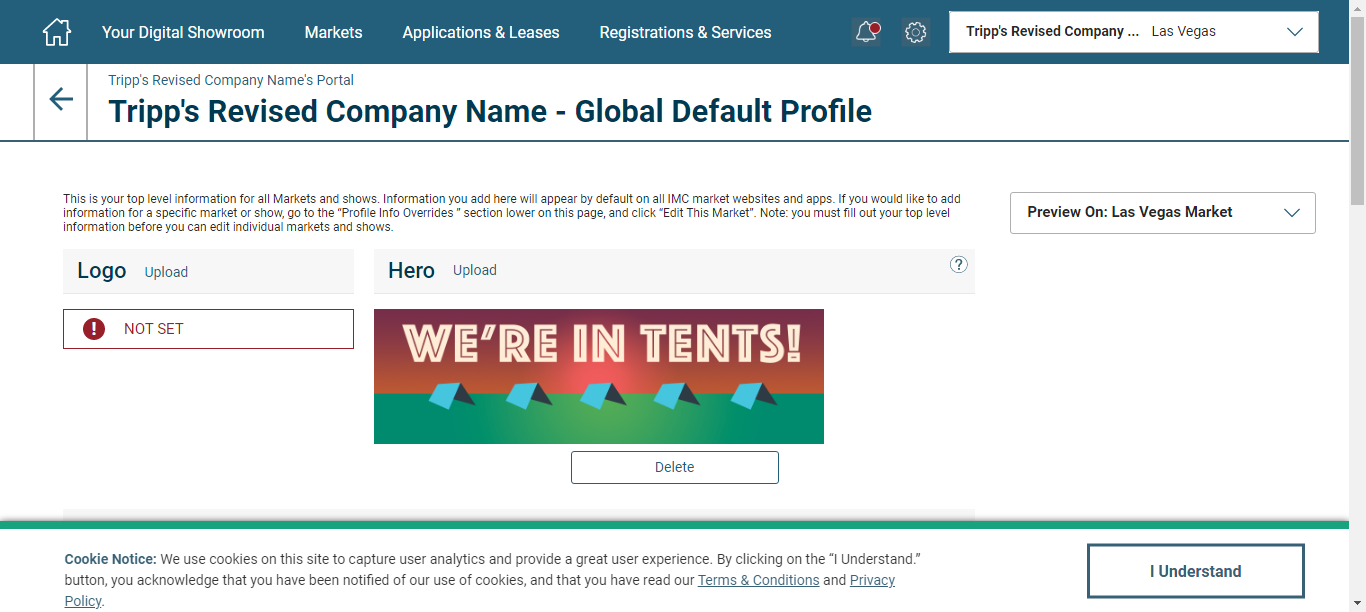 Your Digital Showroom Markets Applications & Leases Registrations & Services Tripp's Revised Company ... Las Vegas
Tripp's Revised Company Name's Portal
Tripp's Revised Company Name - Global Default Profile
This is your top level information for all Markets and shows. Information you add here will appear by default on all IMC market websites and apps. If you would like to add
information for a specific market or show, go to the “Profile Info Overrides ” section lower on this page, and click “Edit This Market”. Note: you must fill out your top level
information before you can edit individual markets and shows.
Preview On: Las Vegas Market
Logo Upload
Hero Upload ?
! NOT SET
WE'RE IN TENTS!
Delete
Cookie Notice: We use cookies on this site to capture user analytics and provide a great user experience. By clicking on the “I Understand.”
button, you acknowledge that you have been notified of our use of cookies, and that you have read our Terms & Conditions and Privacy
Policy.
I Understand